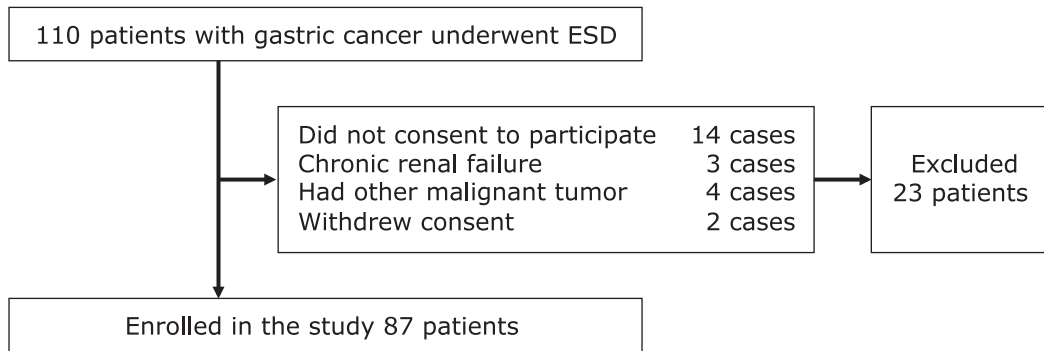 110 patients with gastric cancer underwent ESD
Did not consent to participate 14 cases
Chronic renal failure 3 cases
Had other malignant tumor 4 cases
Withdrew consent 2 cases
Excluded
23 patients
Enrolled in the study 87 patients